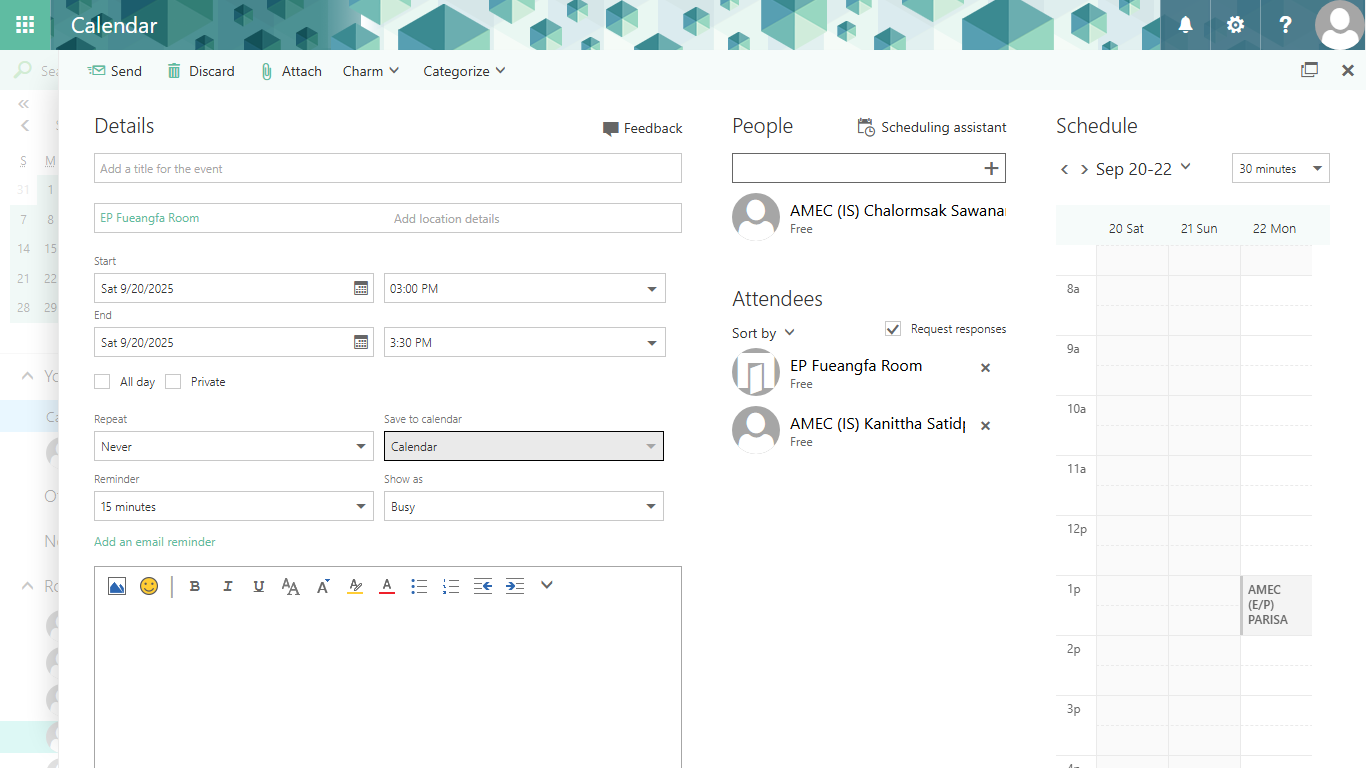 Calendar
?
Sea
Send
Discard
Attach
Charm
Categorize
S M
31 1
7 8
14 15
21 22
28 29
Details
Feedback
Add a title for the event
EP Fueangfa Room
Add location details
Start
Sat 9/20/2025
03:00 PM
End
Sat 9/20/2025
3:30 PM
All day
Private
Repeat
Save to calendar
Never
Calendar
Reminder
Show as
15 minutes
Busy
Add an email reminder
B I U AA A A A
People
Scheduling assistant
AMEC (IS) Chalormsak Sawana
Free
Attendees
Sort by
Request responses
EP Fueangfa Room
Free
AMEC (IS) Kanittha Satid
Free
Schedule
Sep 20-22
30 minutes
20 Sat
21 Sun
22 Mon
8a
9a
10a
11a
12p
1p
AMEC
(E/P)
PARISA
2p
3p